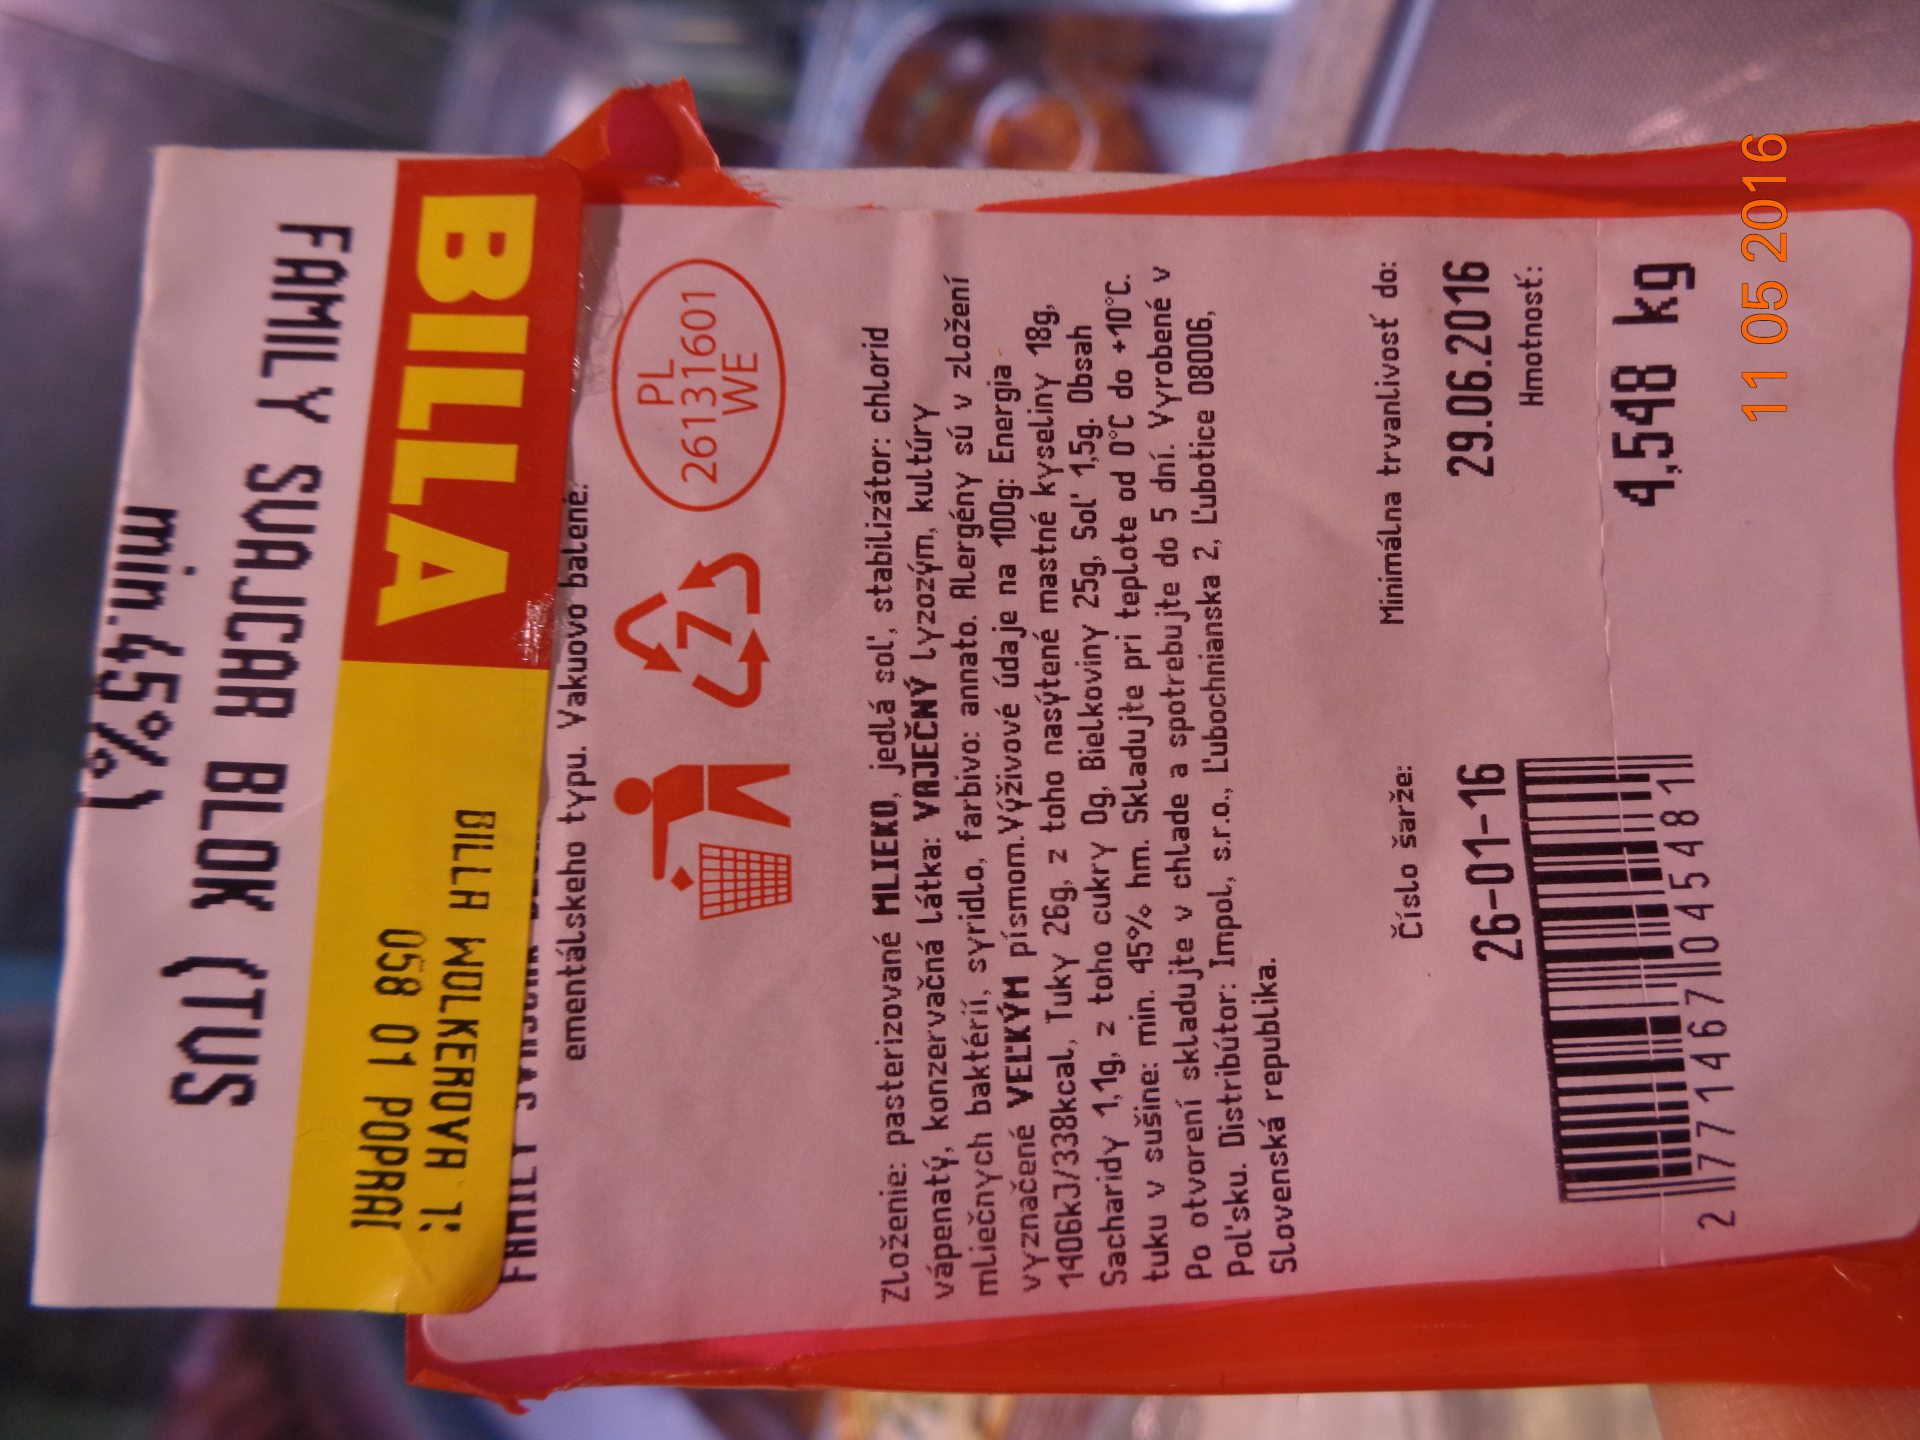 BILLA
BILLA WOLKEROVA 1
058 01 POPRAD
FAMILY SVAJCAR BLOK (TUS
min.45%)
ementálskeho typu. Vakuovo balené.
PL
26131601
WE
7
Zloženie: pasterizované MLIEKO, jedlá soľ, stabilizátor: chlorid
vápenatý, konzervačná látka: VAJEČNÝ lyzozým, kultúry
mliečnych baktérií, syridlo, farbivo: annato. Alergény sú v zložení
vyznačené VEĽKÝM písmom.Výživové údaje na 100g: Energia
1406kJ/338kcal, Tuky 26g, z toho nasýtené mastné kyseliny 18g,
Sacharidy 1,1g, z toho cukry 0g, Bielkoviny 25g, Soľ 1,5g. Obsah
tuku v sušine: min. 45% hm. Skladujte pri teplote od 0°C do +10°C.
Po otvorení skladujte v chlade a spotrebujte do 5 dní. Vyrobené v
Poľsku. Distribútor: Impol, s.r.o., Ľubochnianska 2, Ľubotice 08006,
Slovenská republika.
Číslo šarže:
26-01-16
Minimálna trvanlivosť do:
29.06.2016
Hmotnosť:
4,548 kg
2 771467 045481
11 05 2016